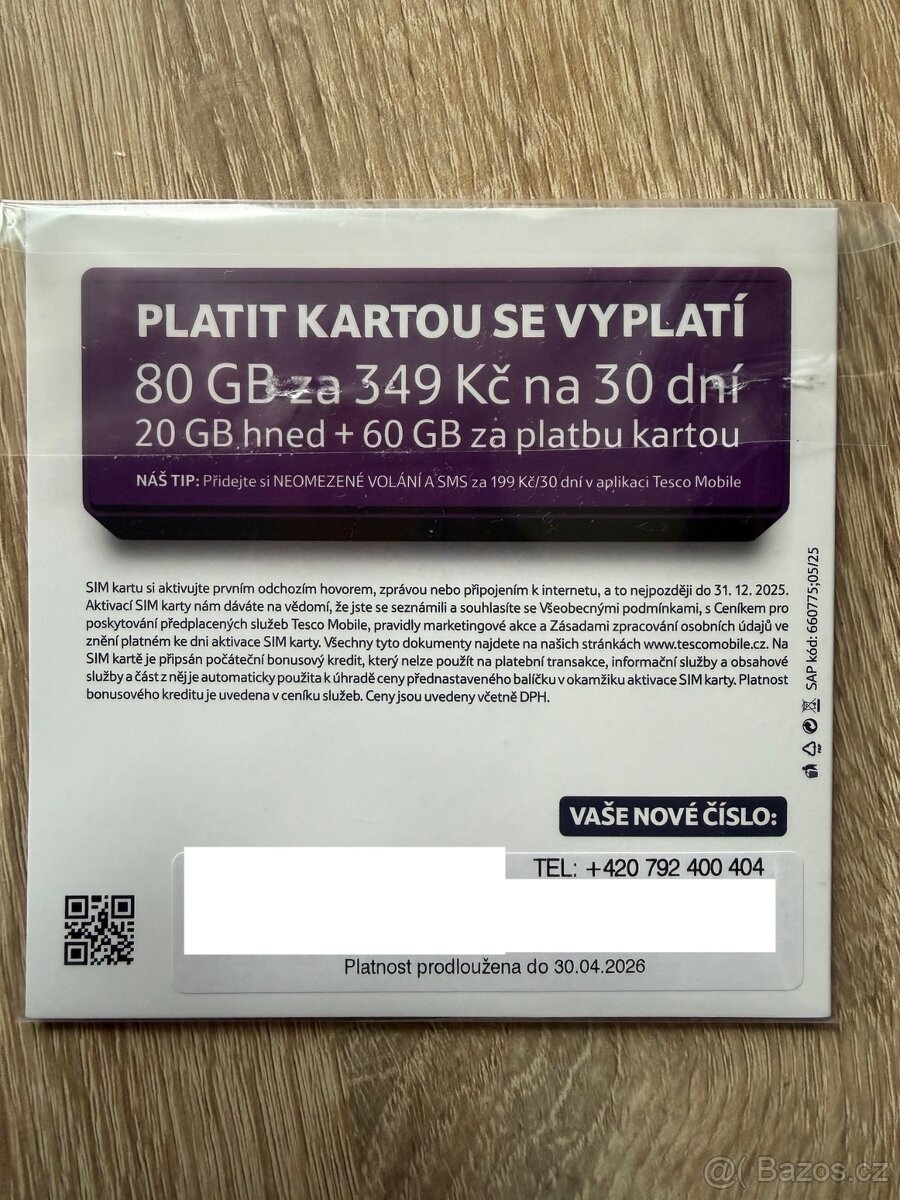 PLATIT KARTOU SE VYPLATÍ
80 GB za 349 Kč na 30 dní
20 GB hned + 60 GB za platbu kartou
NÁŠ TIP: Přidejte si NEOMEZENÉ VOLÁNÍ A SMS za 199 Kč/30 dní v aplikaci Tesco Mobile
SIM kartu si aktivujte prvním odchozím hovorem, zprávou nebo připojením k internetu, a to nejpozději do 31. 12. 2025.
Aktivací SIM karty nám dáváte na vědomí, že jste se seznámili a souhlasíte se Všeobecnými podmínkami, s Ceníkem pro
poskytování předplacených služeb Tesco Mobile, pravidly marketingové akce a Zásadami zpracování osobních údajů ve
znění platném ke dni aktivace SIM karty. Všechny tyto dokumenty najdete na našich stránkách www.tescomobile.cz. Na
SIM kartě je připsán počáteční bonusový kredit, který nelze použít na platební transakce, informační služby a obsahové
služby a část z něj je automaticky použita k úhradě ceny přednastaveného balíčku v okamžiku aktivace SIM karty. Platnost
bonusového kreditu je uvedena v ceníku služeb. Ceny jsou uvedeny včetně DPH.
SAP kód: 660775;05/25
PAP
VAŠE NOVÉ ČÍSLO:
TEL: +420 792 400 404
Platnost prodloužena do 30.04.2026
@( Bazos.cz